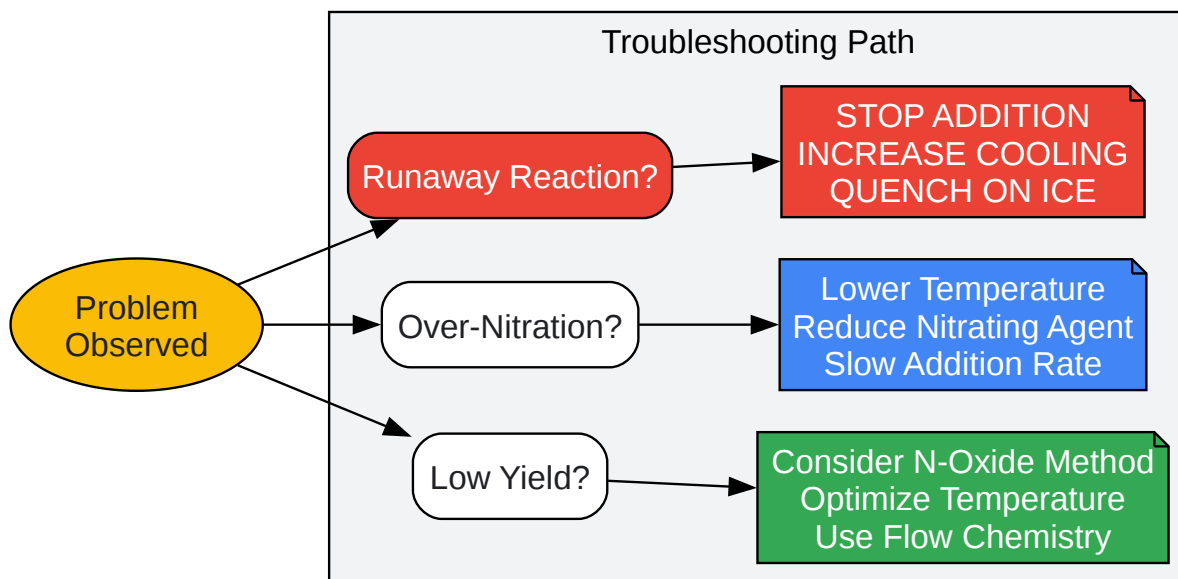 Troubleshooting Path
Problem
Observed
Runaway Reaction?
STOP ADDITION
INCREASE COOLING
QUENCH ON ICE
Over-Nitration?
Lower Temperature
Reduce Nitrating Agent
Slow Addition Rate
Low Yield?
Consider N-Oxide Method
Optimize Temperature
Use Flow Chemistry